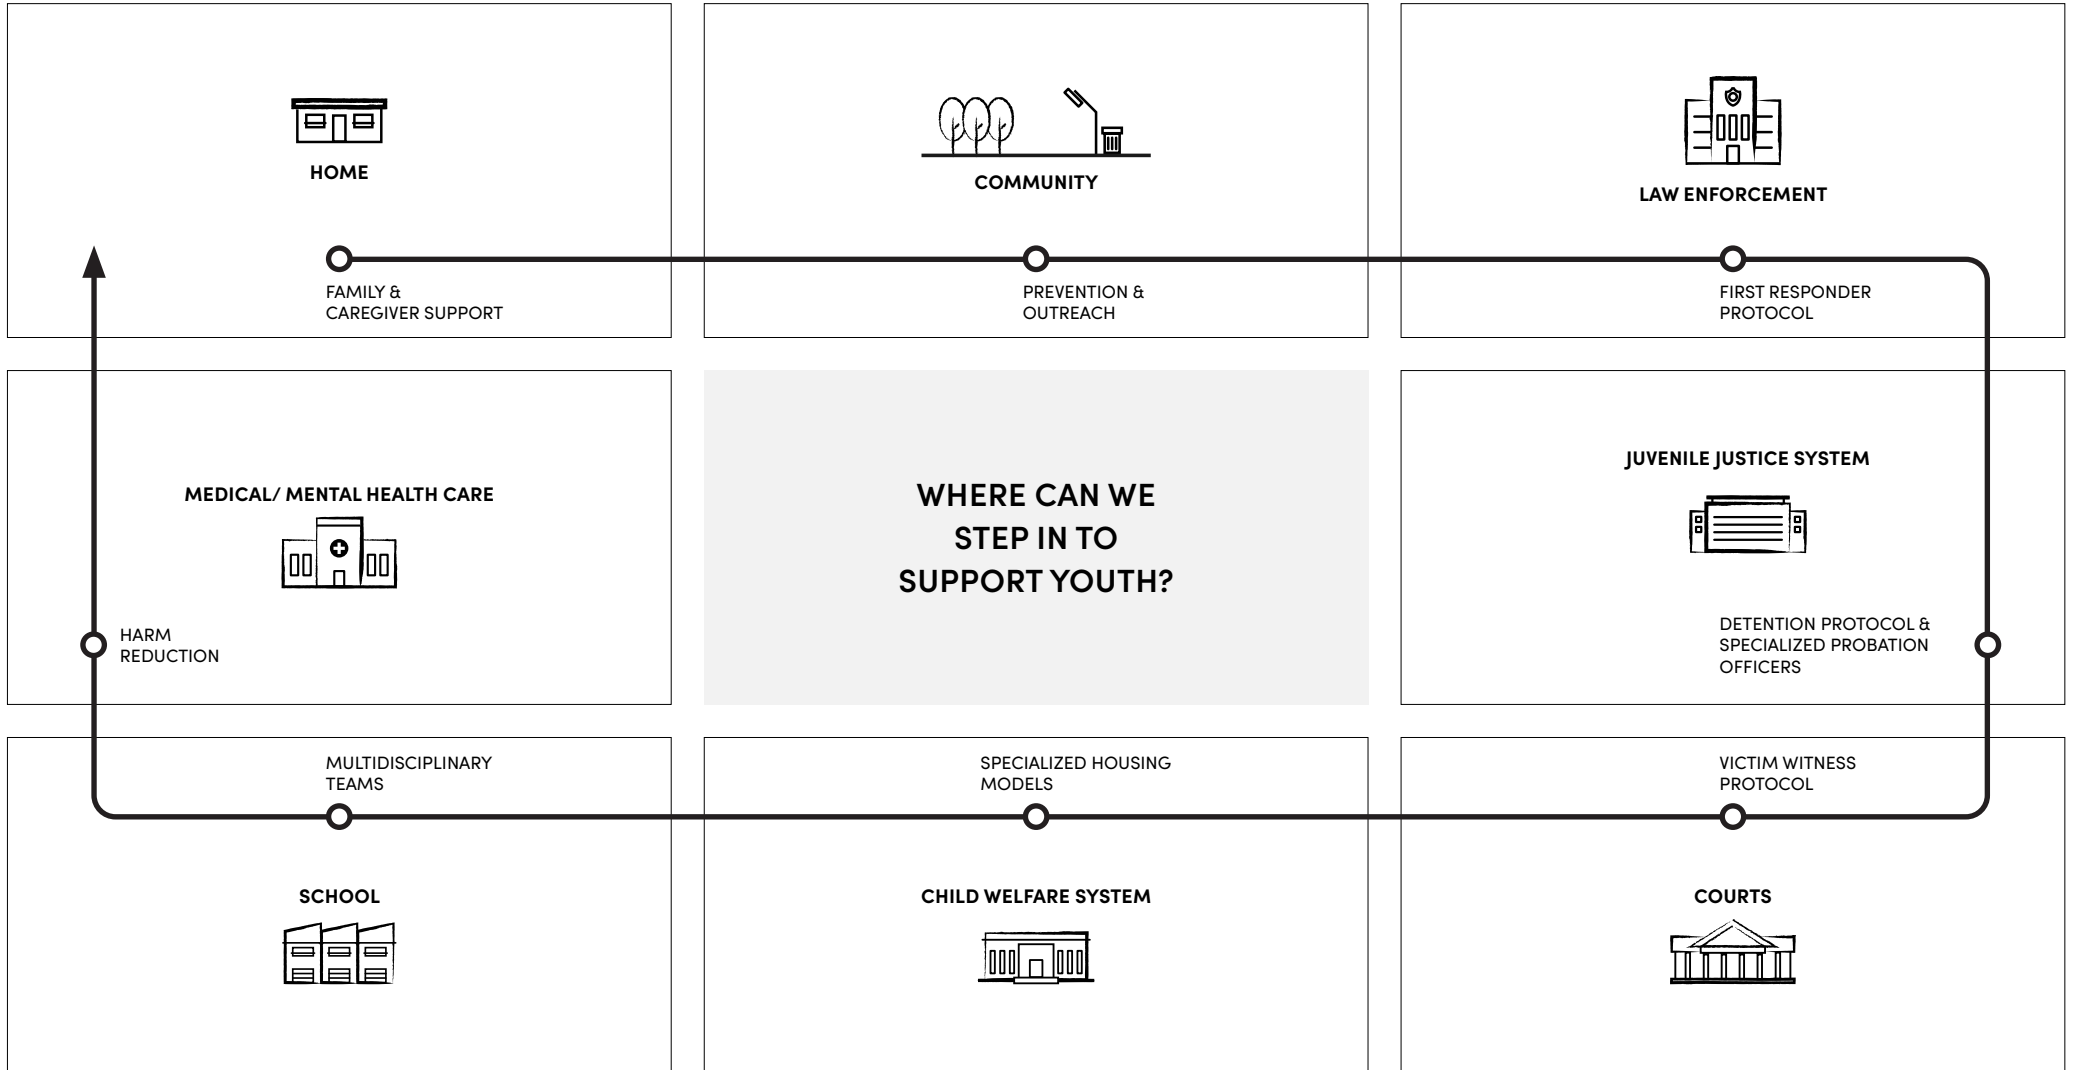 HOME
FAMILY &
CAREGIVER SUPPORT
COMMUNITY
PREVENTION &
OUTREACH
LAW ENFORCEMENT
FIRST RESPONDER
PROTOCOL
MEDICAL/ MENTAL HEALTH CARE
HARM
REDUCTION
WHERE CAN WE
STEP IN TO
SUPPORT YOUTH?
JUVENILE JUSTICE SYSTEM
DETENTION PROTOCOL &
SPECIALIZED PROBATION
OFFICERS
MULTIDISCIPLINARY
TEAMS
SCHOOL
SPECIALIZED HOUSING
MODELS
CHILD WELFARE SYSTEM
VICTIM WITNESS
PROTOCOL
COURTS